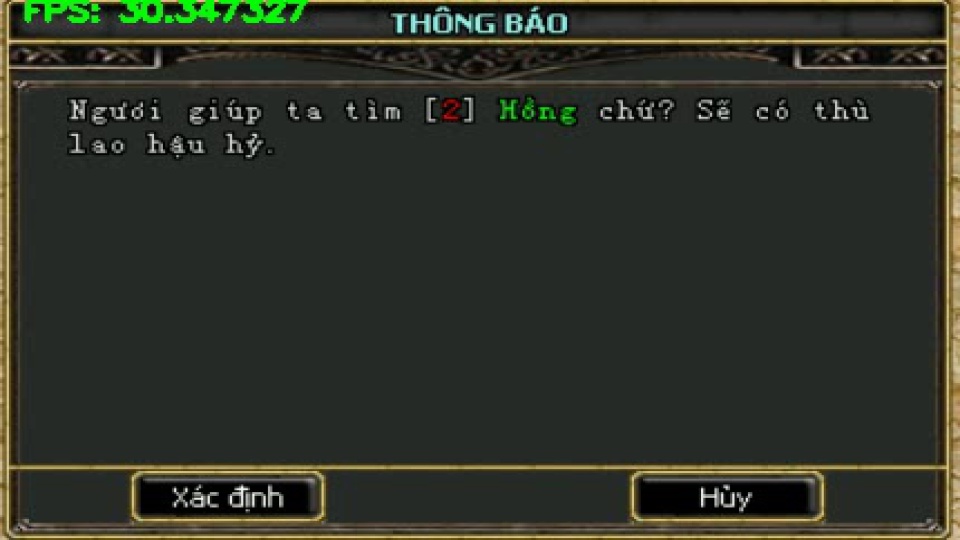 FPS: 30.347327
THÔNG BÁO
Ngươi giúp ta tìm [2] Hồng chứ? Sẽ có thù
lao hậu hỷ.
Xác định
Hủy